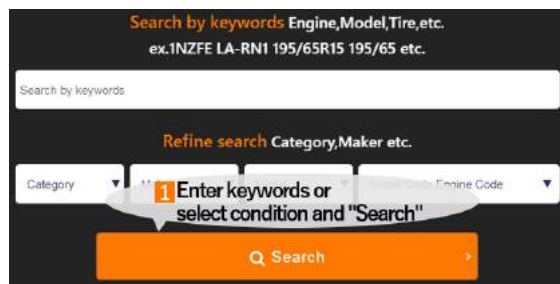 Search by keywords Engine,Model,Tire,etc.
ex.1NZFE LA-RN1 195/65R15 195/65 etc.
Search by keywords
Refine search Category,Maker etc.
Category Engine Code
1 Enter keywords or
select condition and "Search"
Search